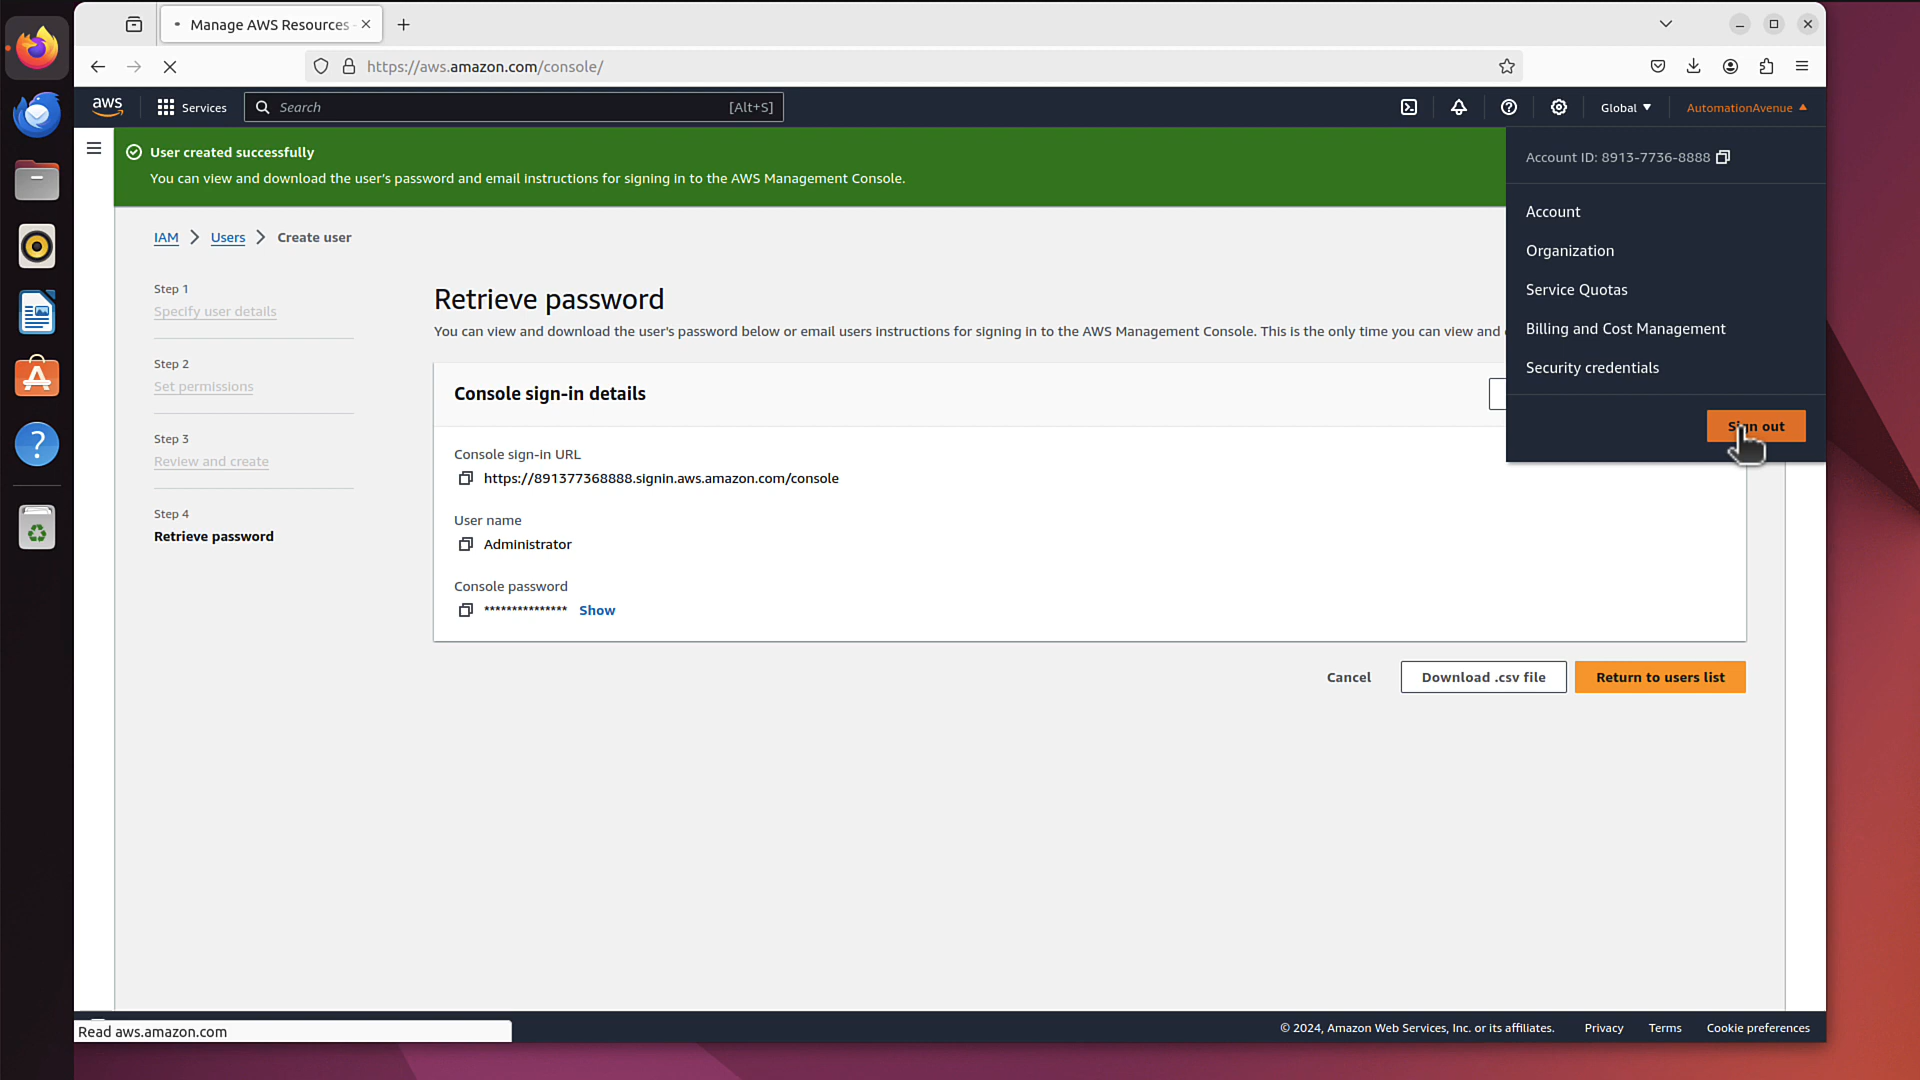 Manage AWS Resources
https://aws.amazon.com/console/
aws
Services
Search
[Alt+S]
Global
AutomationAvenue
User created successfully
You can view and download the user's password and email instructions for signing in to the AWS Management Console.
Account ID: 8913-7736-8888
Account
Organization
Service Quotas
Billing and Cost Management
Security credentials
Sign out
IAM
Users
Create user
Step 1
Specify user details
Step 2
Set permissions
Step 3
Review and create
Step 4
Retrieve password
Retrieve password
You can view and download the user's password below or email users instructions for signing in to the AWS Management Console. This is the only time you can view and
Console sign-in details
Console sign-in URL
https://891377368888.signin.aws.amazon.com/console
User name
Administrator
Console password
***************
Show
Cancel
Download .csv file
Return to users list
Read aws.amazon.com
© 2024, Amazon Web Services, Inc. or its affiliates.
Privacy
Terms
Cookie preferences